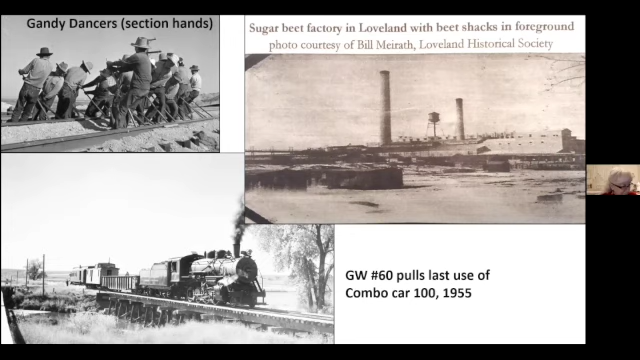 Gandy Dancers (section hands)
Sugar beet factory in Loveland with beet shacks in foreground
photo courtesy of Bill Meirath, Loveland Historical Society
GW #60 pulls last use of
Combo car 100, 1955